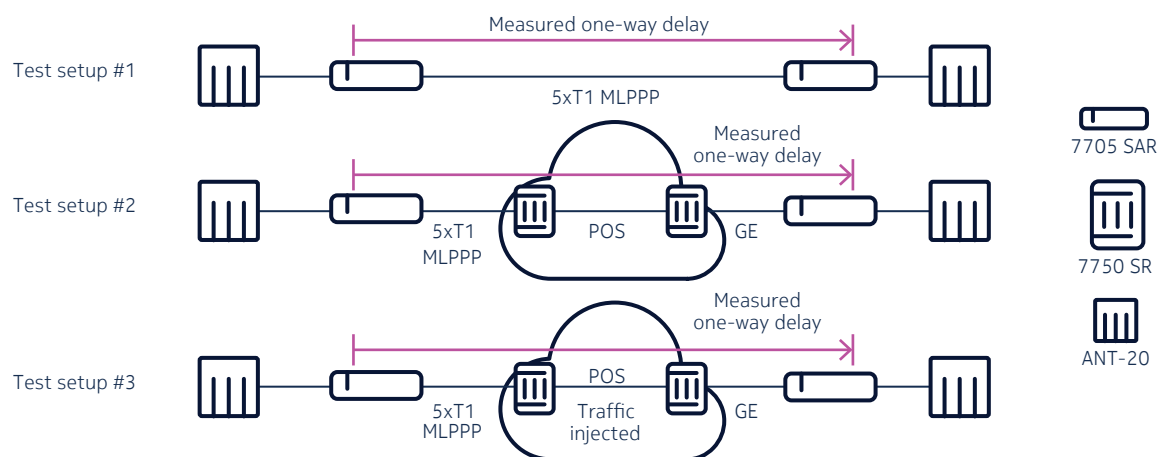 Measured one-way delay
Test setup #1
5xT1 MLPPP
7705 SAR
Measured
one-way delay
Test setup #2
5xT1
MLPPP
POS
GE
7750 SR
Measured
one-way delay
ANT-20
Test setup #3
POS
5xT1
MLPPP
Traffic
injected
GE